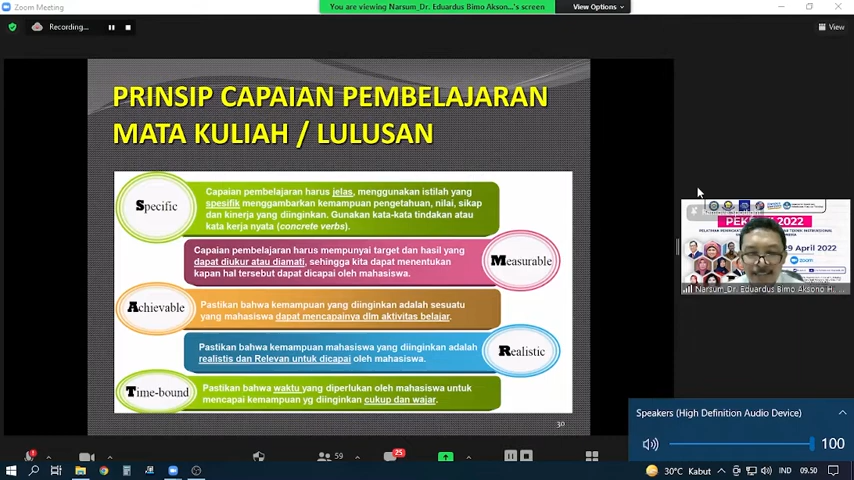 Zoom Meeting
You are viewing Narsum_Dr. Eduardus Bimo Akson...'s screen
View Options
Recording...
View
PRINSIP CAPAIAN PEMBELAJARAN
MATA KULIAH / LULUSAN
Specific
Capaian pembelajaran harus jelas, menggunakan istilah yang
spesifik menggambarkan kemampuan pengetahuan, nilai, sikap
dan kinerja yang diinginkan. Gunakan kata-kata tindakan atau
kata kerja nyata (concrete verbs).
Capaian pembelajaran harus mempunyai target dan hasil yang
dapat diukur atau diamati, sehingga kita dapat menentukan
kapan hal tersebut dapat dicapai oleh mahasiswa.
Measurable
Achievable
Pastikan bahwa kemampuan yang diinginkan adalah sesuatu
yang mahasiswa dapat mencapainya dlm aktivitas belajar.
Pastikan bahwa kemampuan mahasiswa yang diinginkan adalah
realistis dan Relevan untuk dicapai oleh mahasiswa.
Realistic
Time-bound
Pastikan bahwa waktu yang diperlukan oleh mahasiswa untuk
mencapai kemampuan yg diinginkan cukup dan wajar.
30
2022
29 April 2022
zoom
Narsum_Dr. Eduardus Bimo Aksono H...
Speakers (High Definition Audio Device)
100
59
25
30°C Kabut
IND
09.50